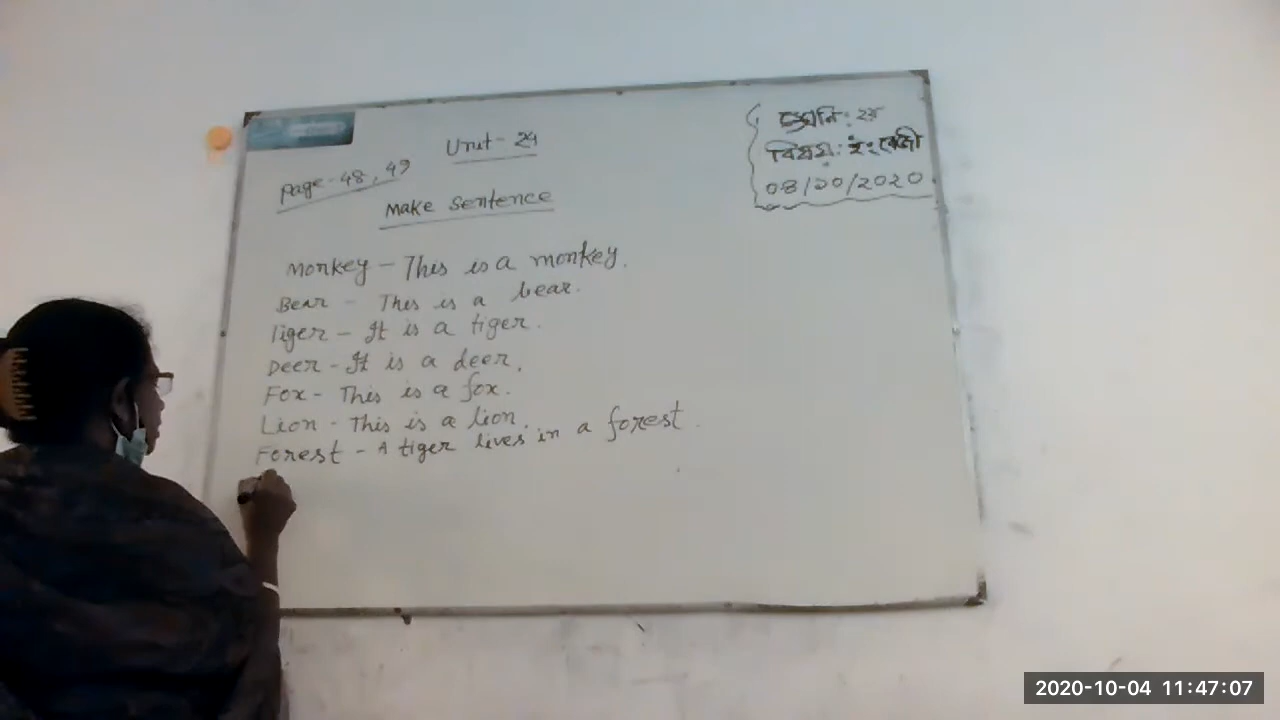 Unit - 24
Page - 48, 49
Make Sentence
শ্রেণি: ২য়
বিষয়: ইংরেজী
04/10/2020
Monkey - This is a monkey.
Bear - This is a bear.
Tiger - It is a tiger.
Deer - It is a deer.
Fox - This is a fox.
Lion - This is a lion.
Forest - A tiger lives in a forest.
2020-10-04 11:47:07